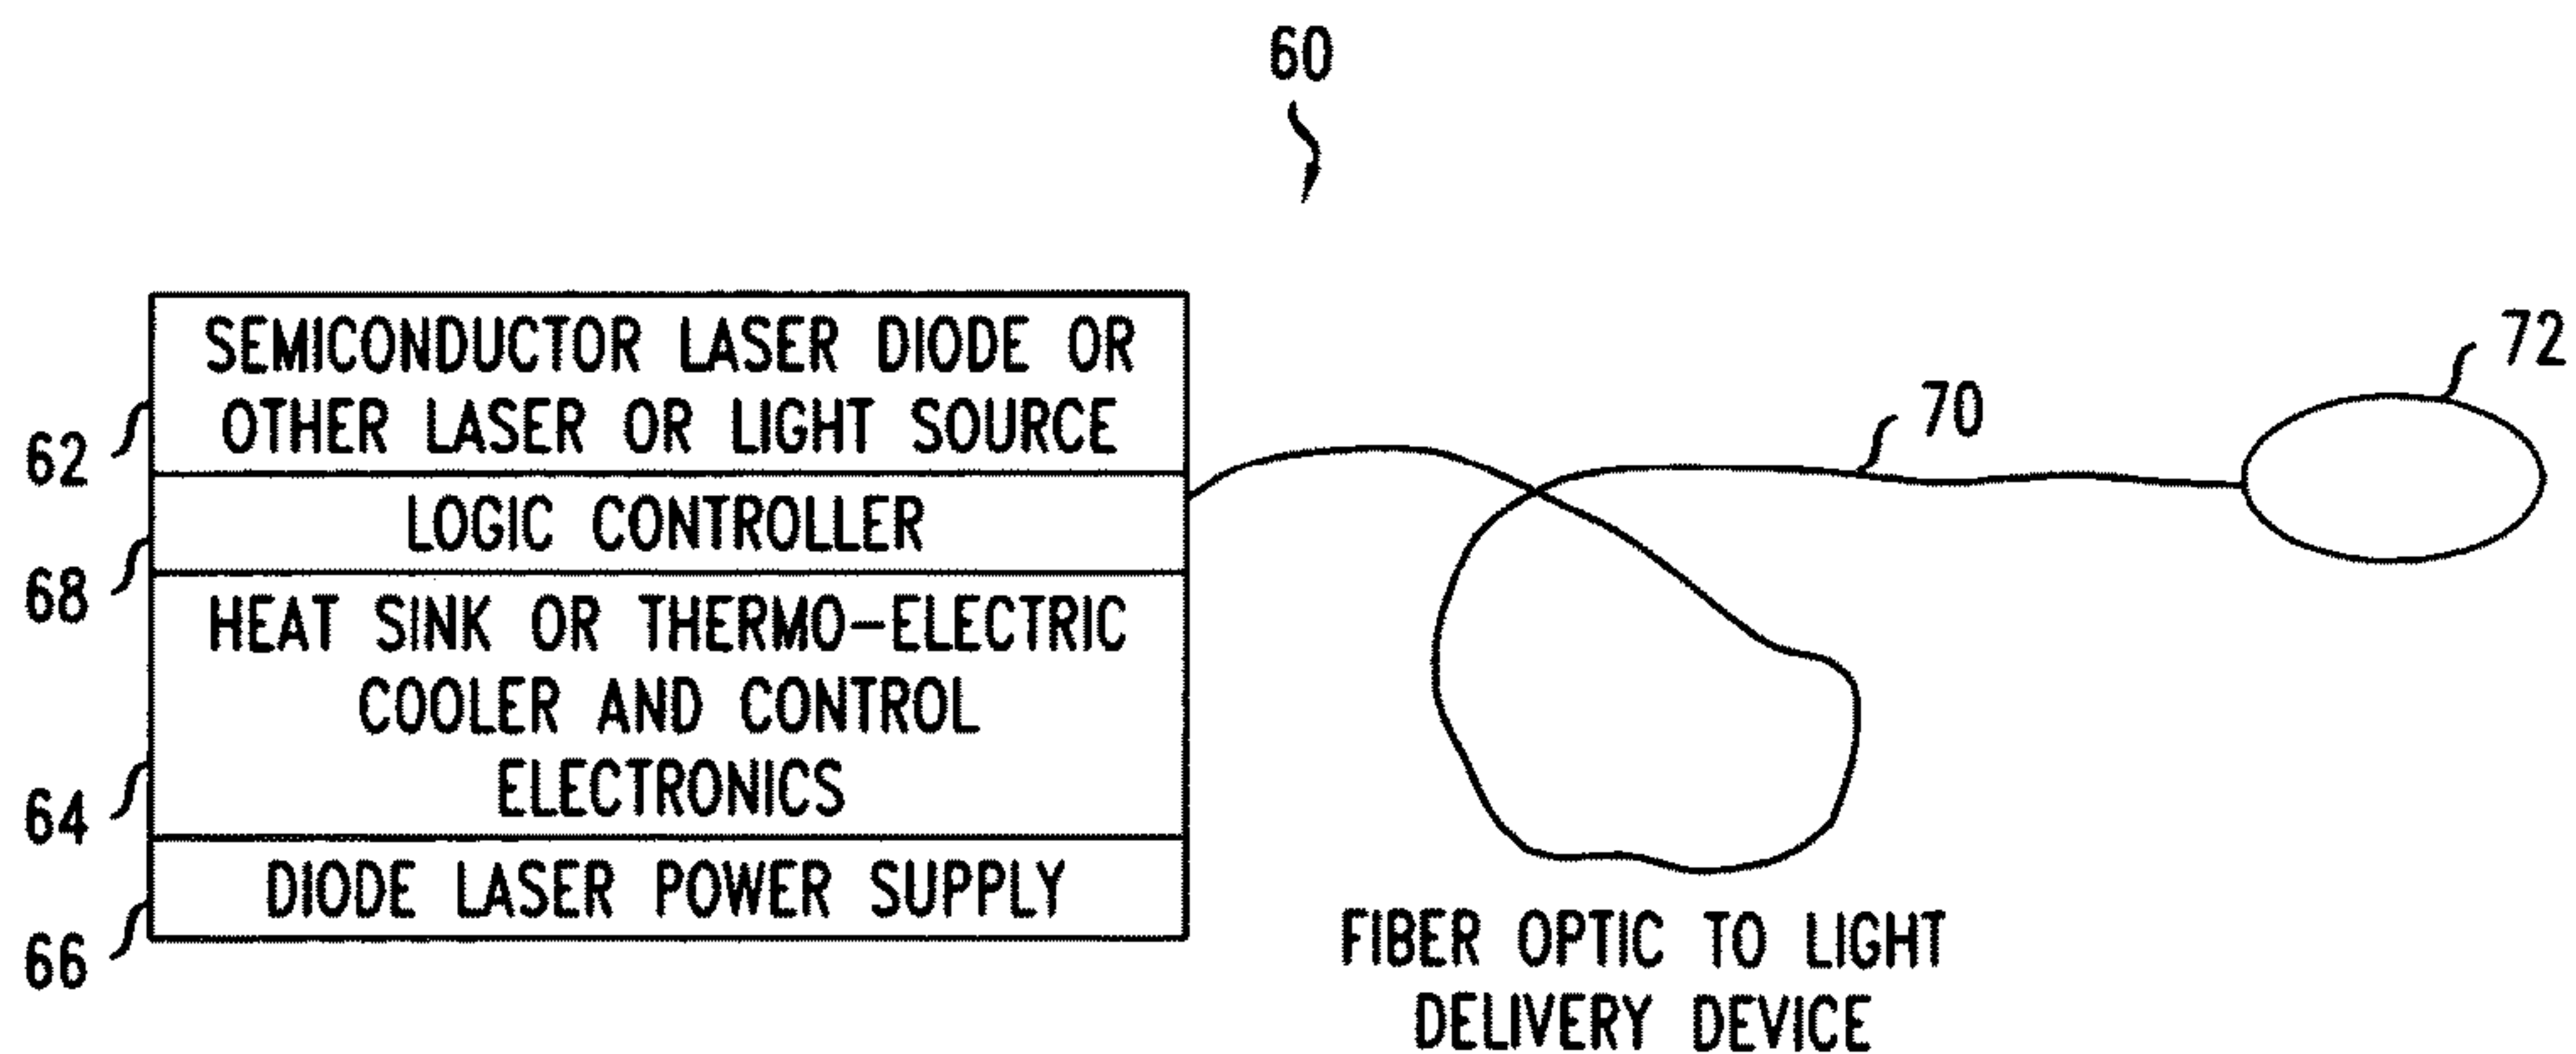 60
SEMICONDUCTOR LASER DIODE OR
OTHER LASER OR LIGHT SOURCE
62
LOGIC CONTROLLER
68
HEAT SINK OR THERMO-ELECTRIC
COOLER AND CONTROL
ELECTRONICS
64
DIODE LASER POWER SUPPLY
66
70
72
FIBER OPTIC TO LIGHT
DELIVERY DEVICE